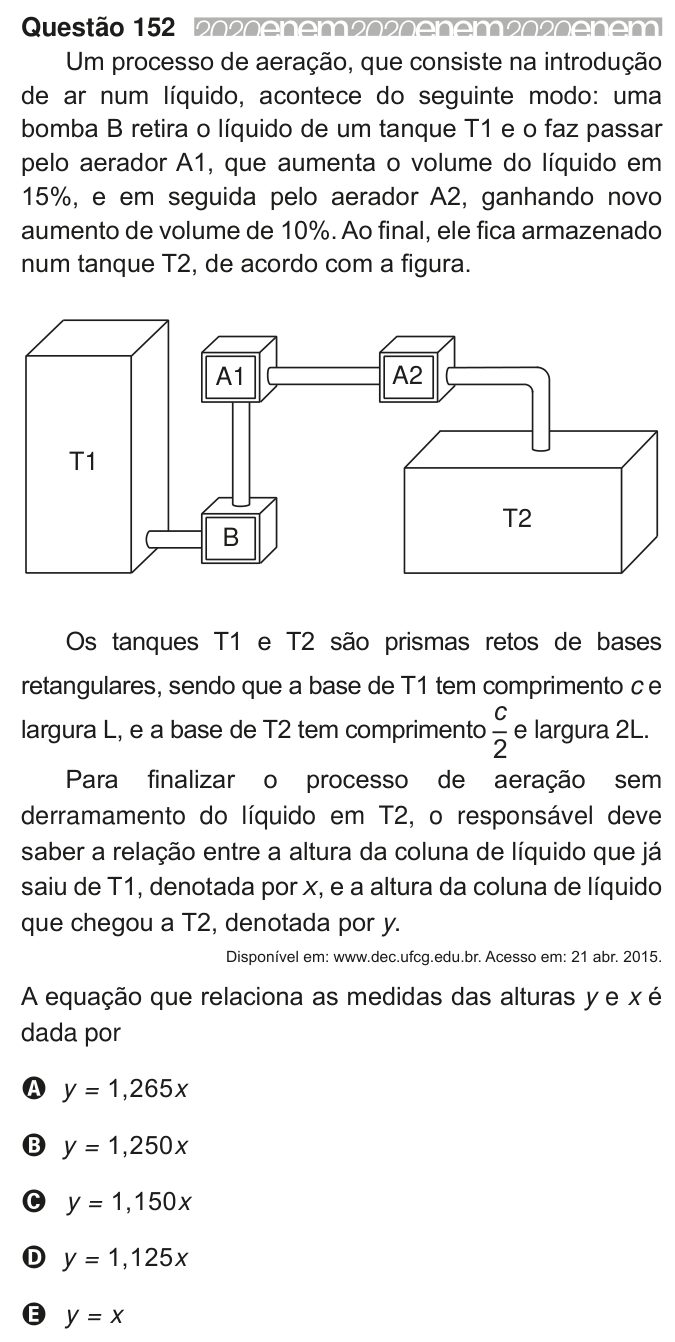 Questão 152 2020enem2020enem2020enem
Um processo de aeração, que consiste na introdução
de ar num líquido, acontece do seguinte modo: uma
bomba B retira o líquido de um tanque T1 e o faz passar
pelo aerador A1, que aumenta o volume do líquido em
15%, e em seguida pelo aerador A2, ganhando novo
aumento de volume de 10%. Ao final, ele fica armazenado
num tanque T2, de acordo com a figura.
A1
A2
T1
T2
B
Os tanques T1 e T2 são prismas retos de bases
retangulares, sendo que a base de T1 tem comprimento c e
largura L, e a base de T2 tem comprimento c/2 e largura 2L.
Para finalizar o processo de aeração sem
derramamento do líquido em T2, o responsável deve
saber a relação entre a altura da coluna de líquido que já
saiu de T1, denotada por x, e a altura da coluna de líquido
que chegou a T2, denotada por y.
Disponível em: www.dec.ufcg.edu.br. Acesso em: 21 abr. 2015.
A equação que relaciona as medidas das alturas y e x é
dada por
A y = 1,265x
B y = 1,250x
C y = 1,150x
D y = 1,125x
E y = x